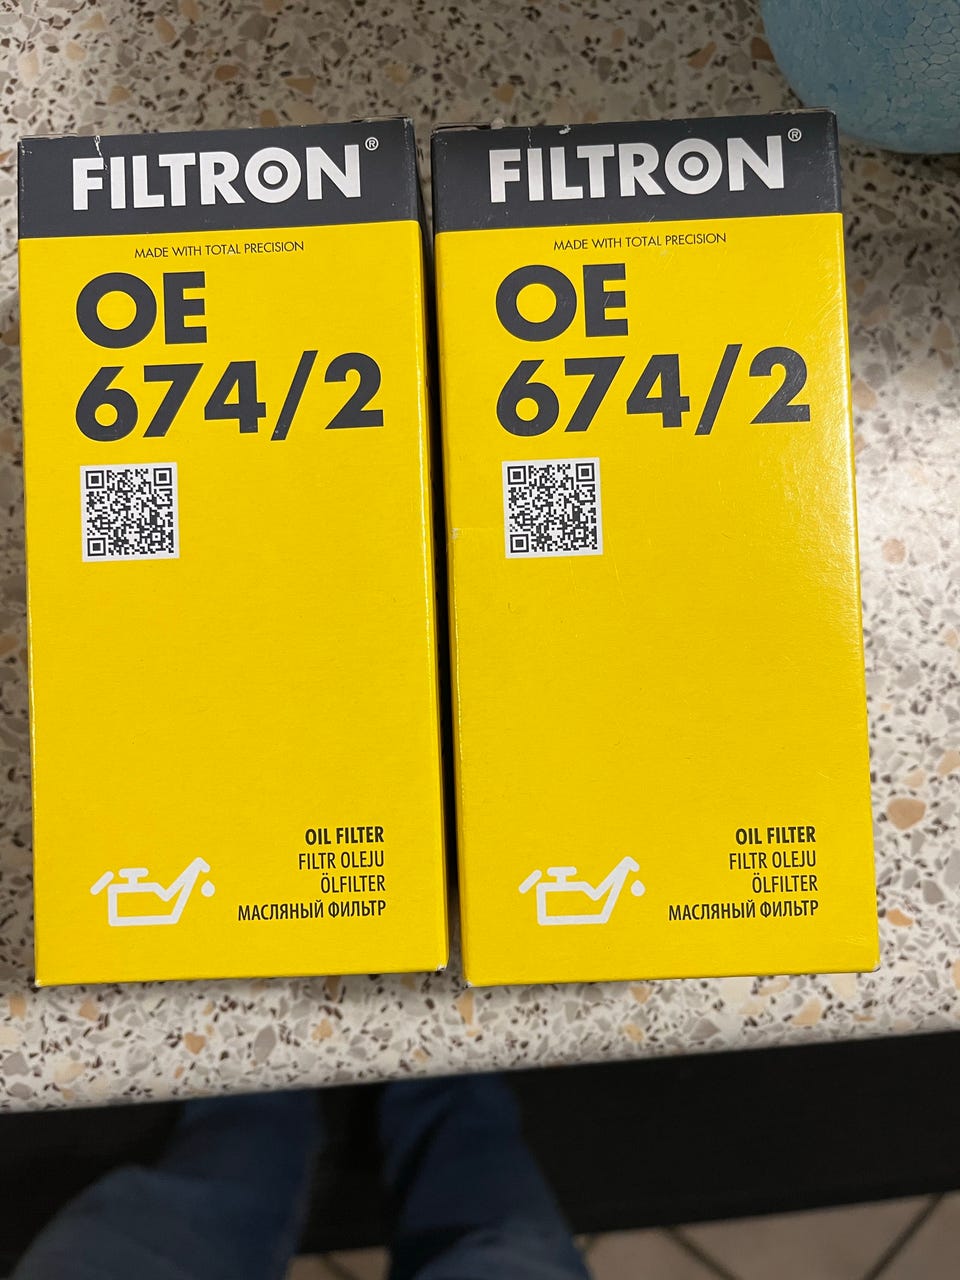 FILTRON®
MADE WITH TOTAL PRECISION
OE
674/2
OIL FILTER
FILTR OLEJU
ÖLFILTER
МАСЛЯНЫЙ ФИЛЬТР
FILTRON®
MADE WITH TOTAL PRECISION
OE
674/2
OIL FILTER
FILTR OLEJU
ÖLFILTER
МАСЛЯНЫЙ ФИЛЬТР